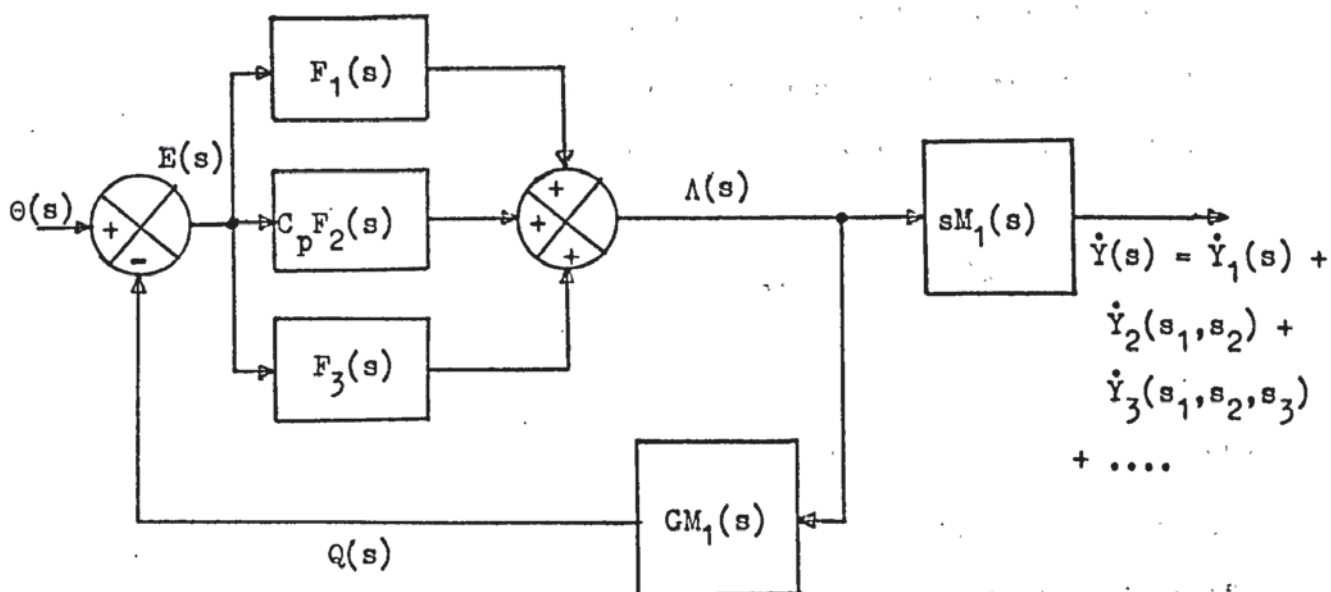 F₁(s)
E(s)
Θ(s)
+
-
CₚF₂(s)
+
+
+
Λ(s)
sM₁(s)
Ẏ(s) = Ẏ₁(s) +
Ẏ₂(s₁,s₂) +
Ẏ₃(s₁,s₂,s₃)
+ ....
F₃(s)
GM₁(s)
Q(s)